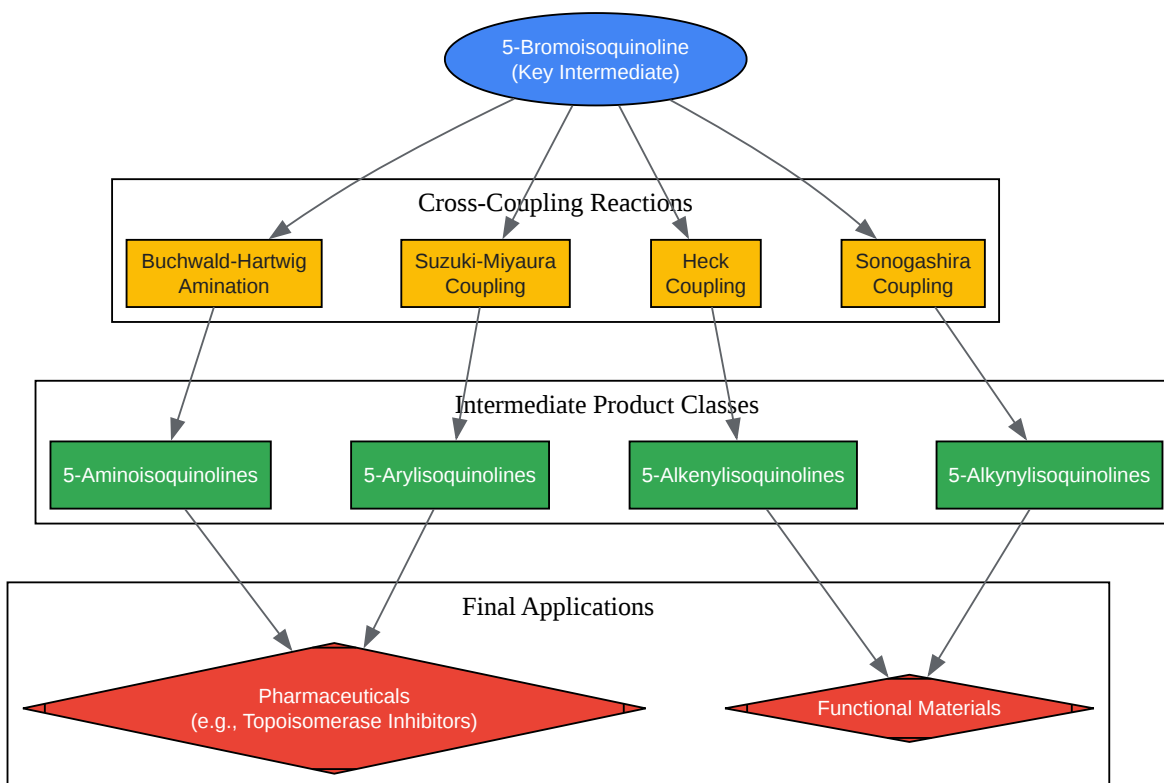 5-Bromoisoquinoline
(Key Intermediate)
Cross-Coupling Reactions
Buchwald-Hartwig
Amination
Suzuki-Miyaura
Coupling
Heck
Coupling
Sonogashira
Coupling
Intermediate Product Classes
5-Aminoisoquinolines
5-Arylisoquinolines
5-Alkenylisoquinolines
5-Alkynylisoquinolines
Final Applications
Pharmaceuticals
(e.g., Topoisomerase Inhibitors)
Functional Materials